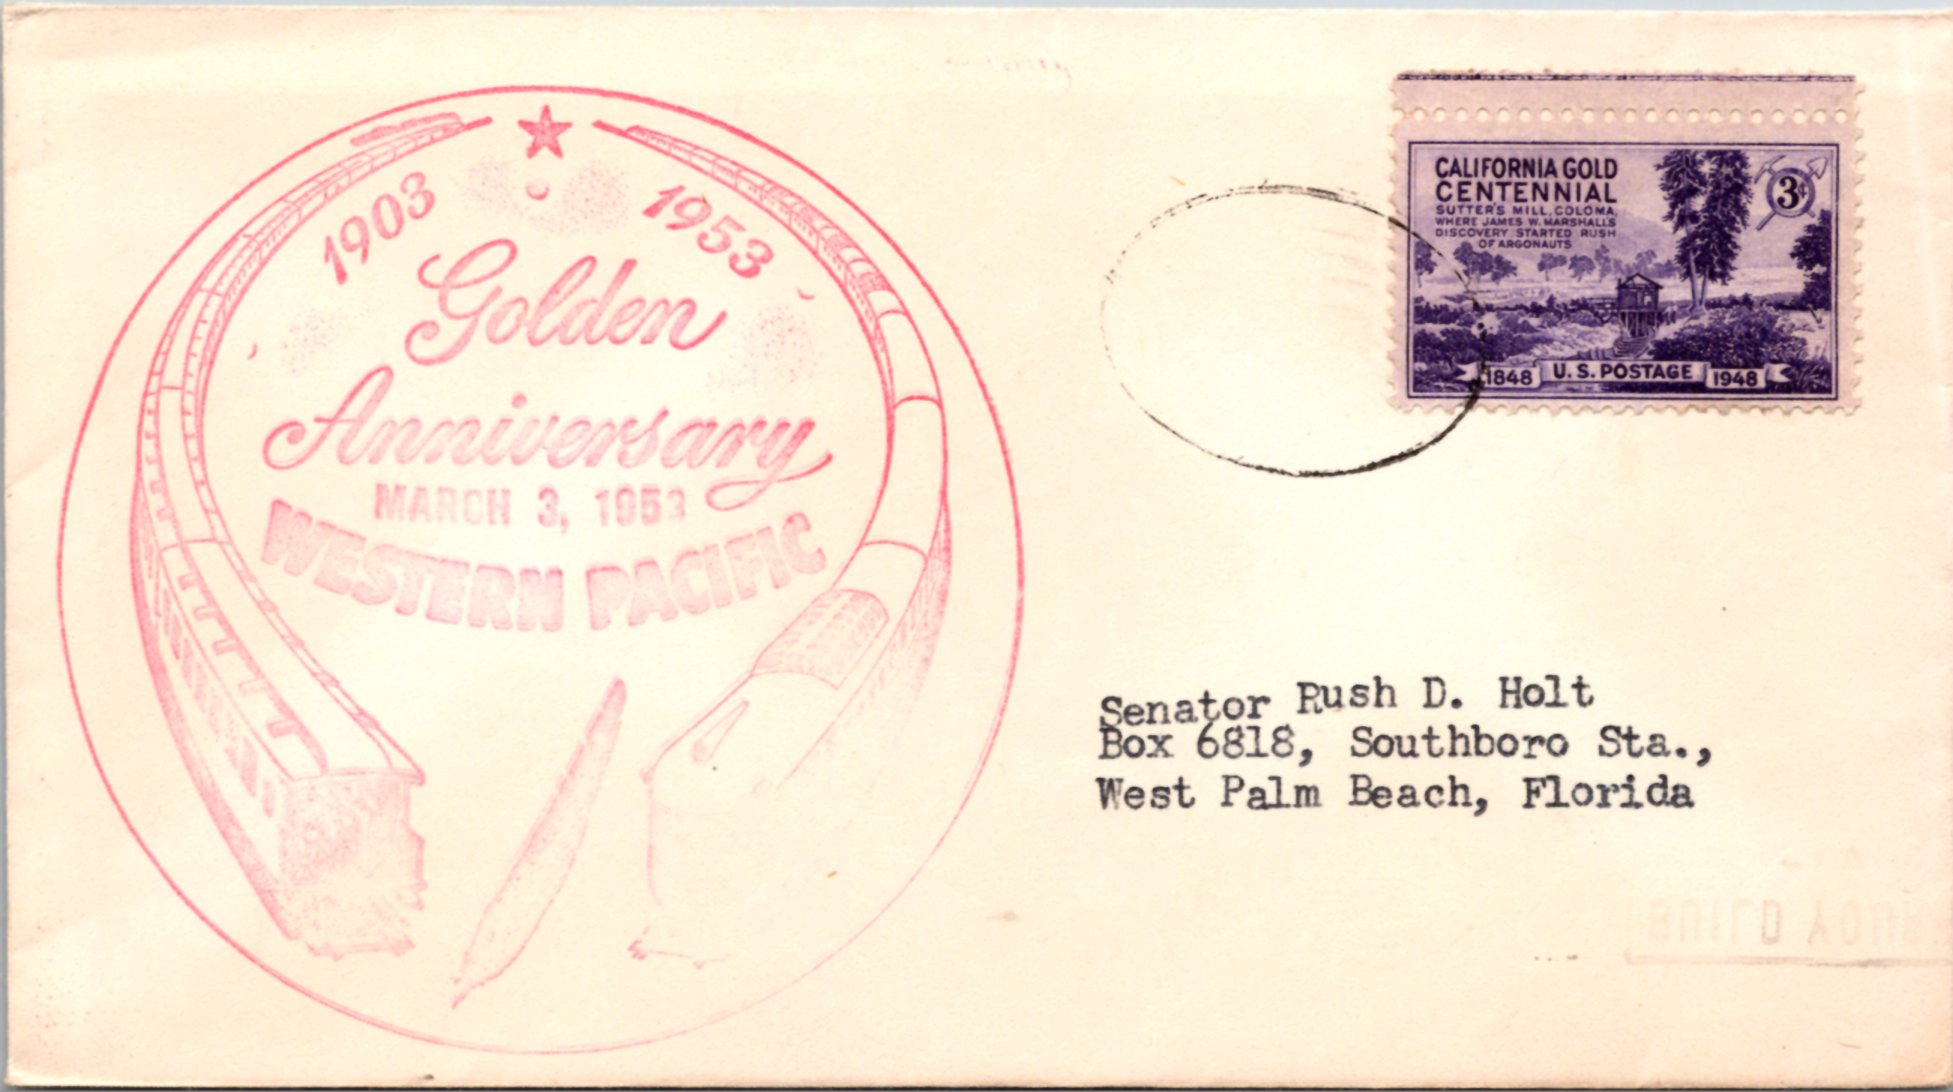 1903 1953
Golden
Anniversary
MARCH 3, 1953
WESTERN PACIFIC
CALIFORNIA GOLD
CENTENNIAL
SUTTER'S MILL, COLOMA,
WHERE JAMES W. MARSHALL'S
DISCOVERY STARTED RUSH
OF ARGONAUTS
3¢
1848 U.S. POSTAGE 1948
Senator Rush D. Holt
Box 6818, Southboro Sta.,
West Palm Beach, Florida
BUILD YOUR